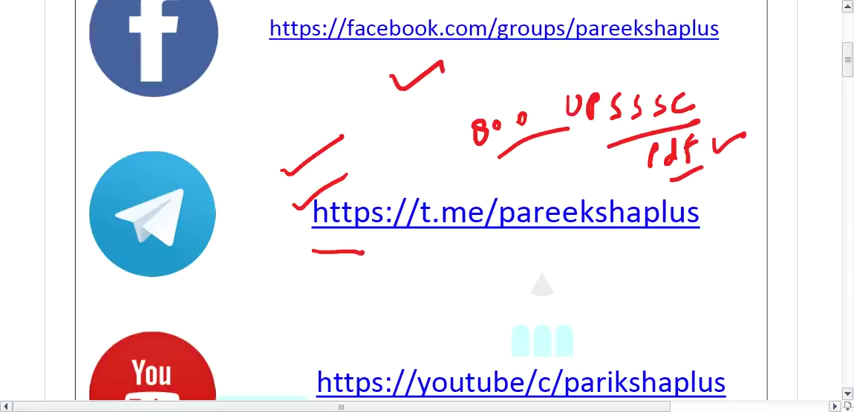 f
https://facebook.com/groups/pareekshaplus
800 UPSSSC
Pdf
https://t.me/pareekshaplus
You
https://youtube/c/parikshaplus